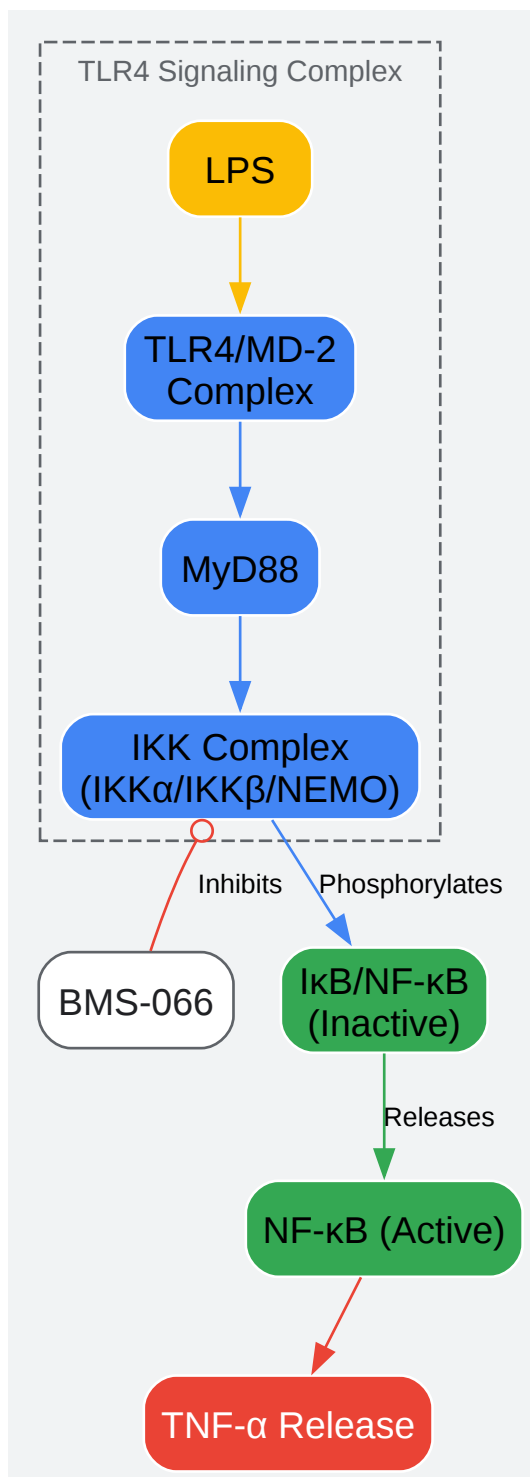 TLR4 Signaling Complex
LPS
TLR4/MD-2
Complex
MyD88
IKK Complex
(IKKα/IKKβ/NEMO)
Inhibits
Phosphorylates
BMS-066
IκB/NF-κB
(Inactive)
Releases
NF-κB (Active)
TNF-α Release